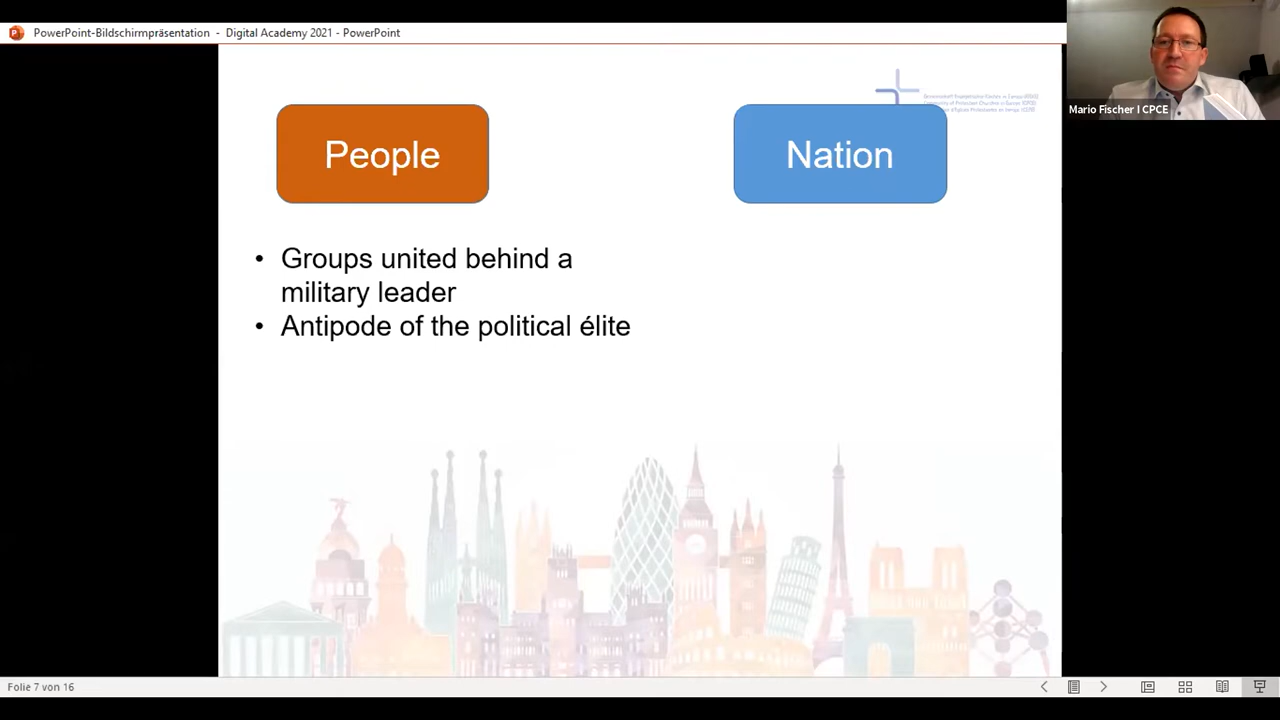 PowerPoint-Bildschirmpräsentation - Digital Academy 2021 - PowerPoint
Mario Fischer I CPCE
People
Nation
• Groups united behind a
military leader
• Antipode of the political élite
Folie 7 von 16